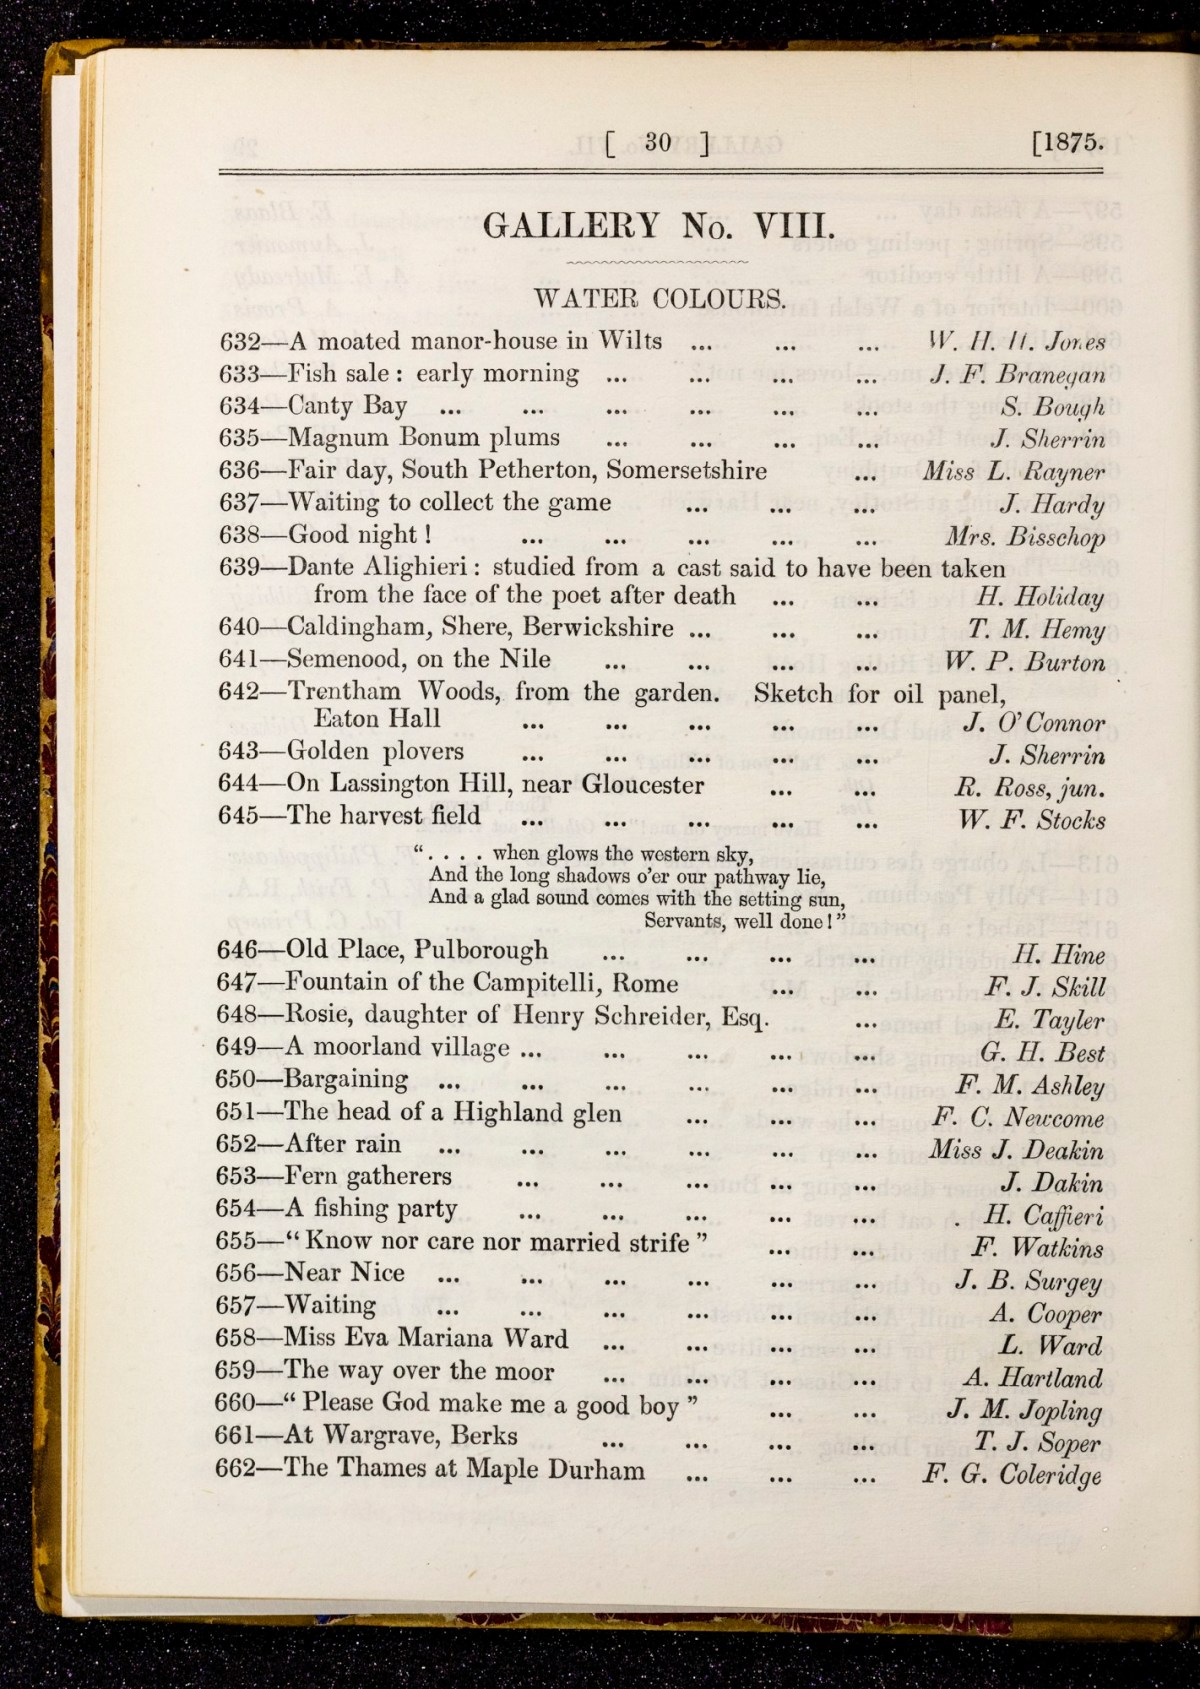 [ 30 ] [1875.
GALLERY No. VIII.
WATER COLOURS.
632—A moated manor-house in Wilts ... ... ... W. H. H. Jones
633—Fish sale : early morning ... ... ... ... J. F. Branegan
634—Canty Bay ... ... ... ... ... ... S. Bough
635—Magnum Bonum plums ... ... ... ... J. Sherrin
636—Fair day, South Petherton, Somersetshire ... Miss L. Rayner
637—Waiting to collect the game ... ... ... J. Hardy
638—Good night ! ... ... ... ... ... Mrs. Bisschop
639—Dante Alighieri : studied from a cast said to have been taken
from the face of the poet after death ... ... H. Holiday
640—Caldingham, Shere, Berwickshire ... ... ... T. M. Hemy
641—Semenood, on the Nile ... ... ... ... W. P. Burton
642—Trentham Woods, from the garden. Sketch for oil panel,
Eaton Hall ... ... ... ... ... J. O'Connor
643—Golden plovers ... ... ... ... ... J. Sherrin
644—On Lassington Hill, near Gloucester ... ... R. Ross, jun.
645—The harvest field ... ... ... ... ... W. F. Stocks
“. . . . when glows the western sky,
And the long shadows o'er our pathway lie,
And a glad sound comes with the setting sun,
Servants, well done!”
646—Old Place, Pulborough ... ... ... ... H. Hine
647—Fountain of the Campitelli, Rome ... ... F. J. Skill
648—Rosie, daughter of Henry Schreider, Esq. ... E. Tayler
649—A moorland village ... ... ... ... ... G. H. Best
650—Bargaining ... ... ... ... ... ... F. M. Ashley
651—The head of a Highland glen ... ... ... F. C. Newcome
652—After rain ... ... ... ... ... ... Miss J. Deakin
653—Fern gatherers ... ... ... ... ... J. Dakin
654—A fishing party ... ... ... ... ... . H. Caffieri
655—“ Know nor care nor married strife ” ... ... F. Watkins
656—Near Nice ... ... ... ... ... ... J. B. Surgey
657—Waiting ... ... ... ... ... ... A. Cooper
658—Miss Eva Mariana Ward ... ... ... ... L. Ward
659—The way over the moor ... ... ... ... A. Hartland
660—“ Please God make me a good boy ” ... ... J. M. Jopling
661—At Wargrave, Berks ... ... ... ... T. J. Soper
662—The Thames at Maple Durham ... ... ... F. G. Coleridge